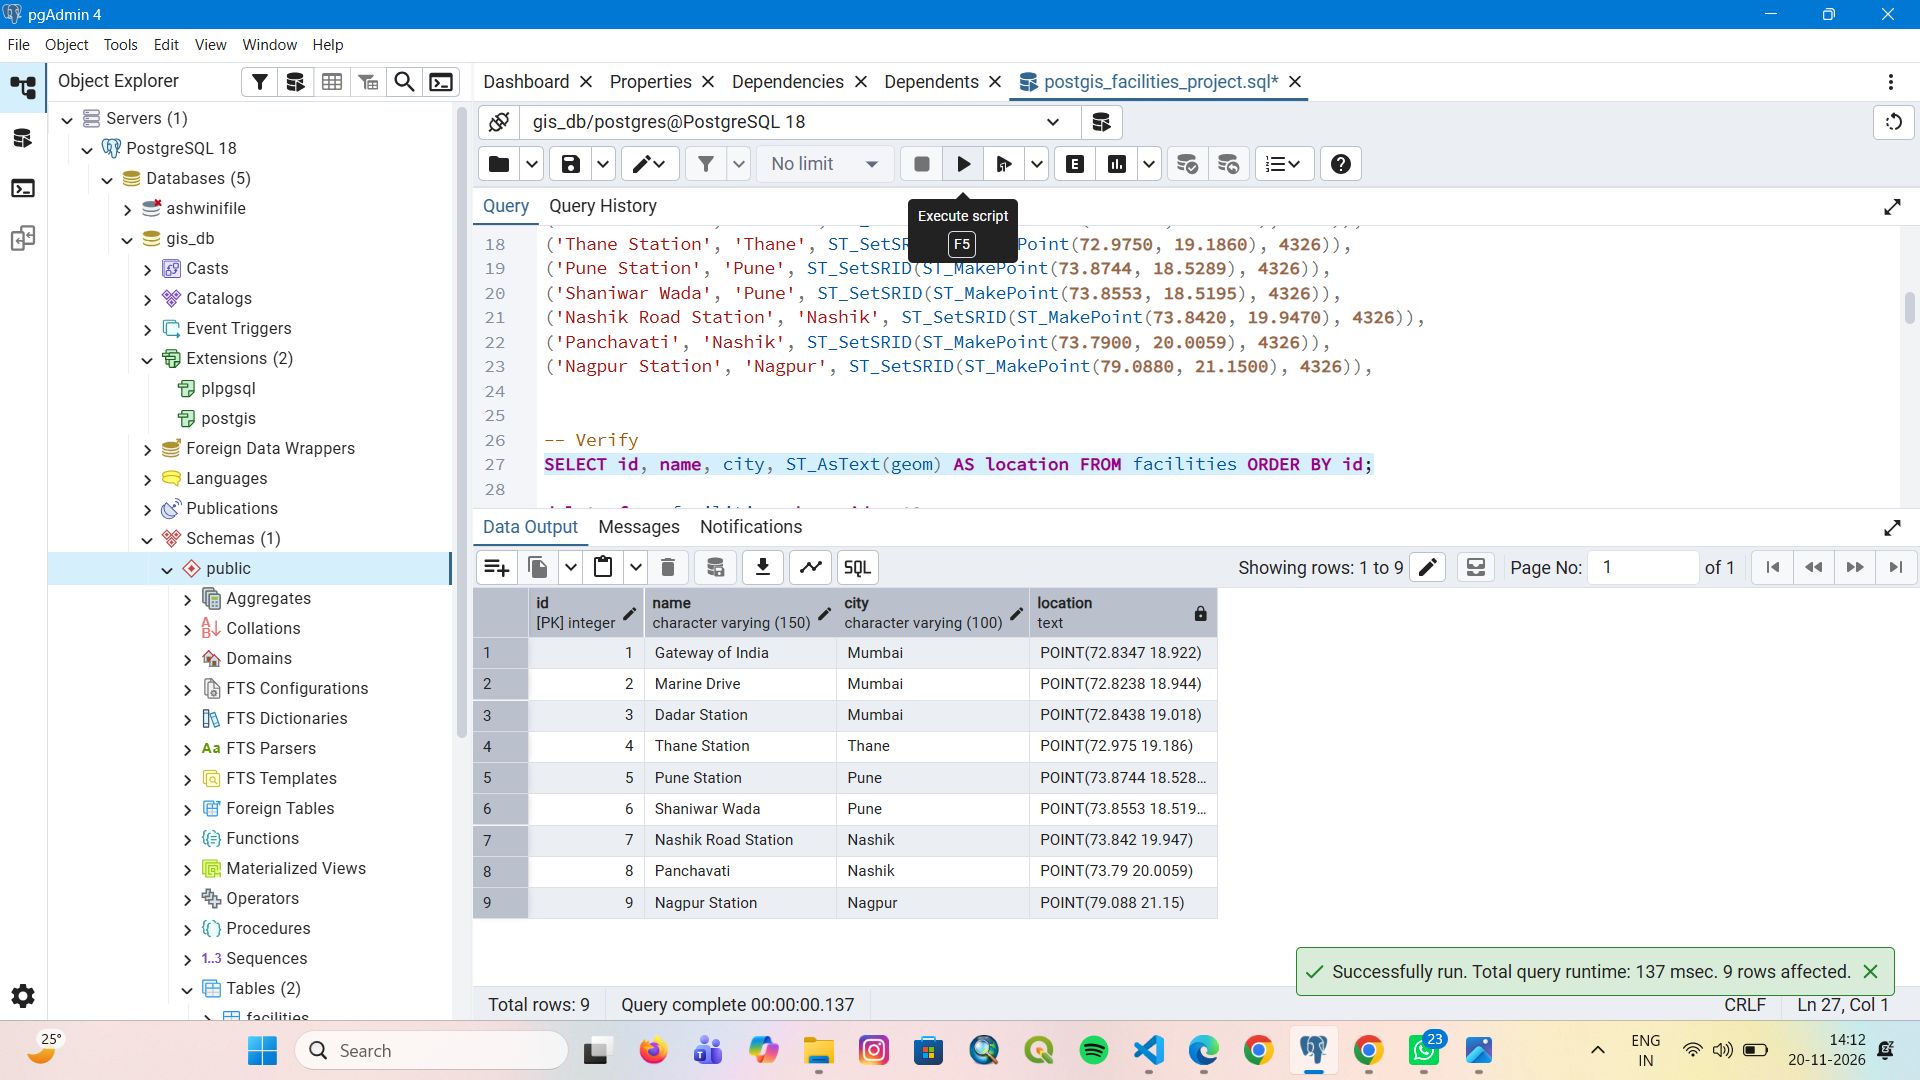 pgAdmin 4
File Object Tools Edit View Window Help
Object Explorer
Dashboard Properties Dependencies Dependents postgis_facilities_project.sql*
gis_db/postgres@PostgreSQL 18
No limit
Query Query History
Execute script
F5
Servers (1)
PostgreSQL 18
Databases (5)
ashwinifile
gis_db
Casts
Catalogs
Event Triggers
Extensions (2)
plpgsql
postgis
Foreign Data Wrappers
Languages
Publications
Schemas (1)
public
Aggregates
Collations
Domains
FTS Configurations
FTS Dictionaries
FTS Parsers
FTS Templates
Foreign Tables
Functions
Materialized Views
Operators
Procedures
1..3 Sequences
Tables (2)
facilities
18 ('Thane Station', 'Thane', ST_SetSR Point(72.9750, 19.1860), 4326)),
19 ('Pune Station', 'Pune', ST_SetSRID(ST_MakePoint(73.8744, 18.5289), 4326)),
20 ('Shaniwar Wada', 'Pune', ST_SetSRID(ST_MakePoint(73.8553, 18.5195), 4326)),
21 ('Nashik Road Station', 'Nashik', ST_SetSRID(ST_MakePoint(73.8420, 19.9470), 4326)),
22 ('Panchavati', 'Nashik', ST_SetSRID(ST_MakePoint(73.7900, 20.0059), 4326)),
23 ('Nagpur Station', 'Nagpur', ST_SetSRID(ST_MakePoint(79.0880, 21.1500), 4326)),
24
25
26 -- Verify
27 SELECT id, name, city, ST_AsText(geom) AS location FROM facilities ORDER BY id;
28
Data Output Messages Notifications
SQL
Showing rows: 1 to 9
Page No: 1 of 1
id name city location
[PK] integer character varying (150) character varying (100) text
1 1 Gateway of India Mumbai POINT(72.8347 18.922)
2 2 Marine Drive Mumbai POINT(72.8238 18.944)
3 3 Dadar Station Mumbai POINT(72.8438 19.018)
4 4 Thane Station Thane POINT(72.975 19.186)
5 5 Pune Station Pune POINT(73.8744 18.528...
6 6 Shaniwar Wada Pune POINT(73.8553 18.519...
7 7 Nashik Road Station Nashik POINT(73.842 19.947)
8 8 Panchavati Nashik POINT(73.79 20.0059)
9 9 Nagpur Station Nagpur POINT(79.088 21.15)
Successfully run. Total query runtime: 137 msec. 9 rows affected.
Total rows: 9 Query complete 00:00:00.137
CRLF Ln 27, Col 1
25°
Search
23
ENG
IN
14:12
20-11-2026